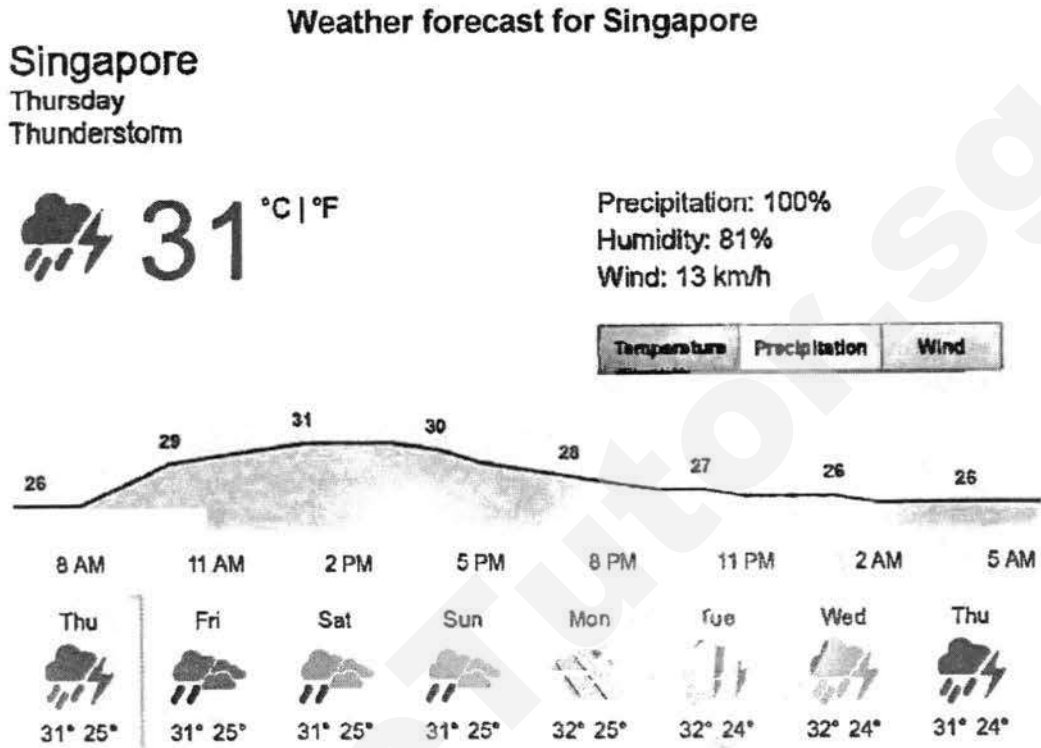 Weather forecast for Singapore
Singapore
Thursday
Thunderstorm
31 °C | °F
Precipitation: 100%
Humidity: 81%
Wind: 13 km/h
Temperature Precipitation Wind
26 29 31 30 28 27 26 26
8 AM 11 AM 2 PM 5 PM 8 PM 11 PM 2 AM 5 AM
Thu Fri Sat Sun Mon Tue Wed Thu
31° 25° 31° 25° 31° 25° 31° 25° 32° 25° 32° 24° 32° 24° 31° 24°
Tutor.sg